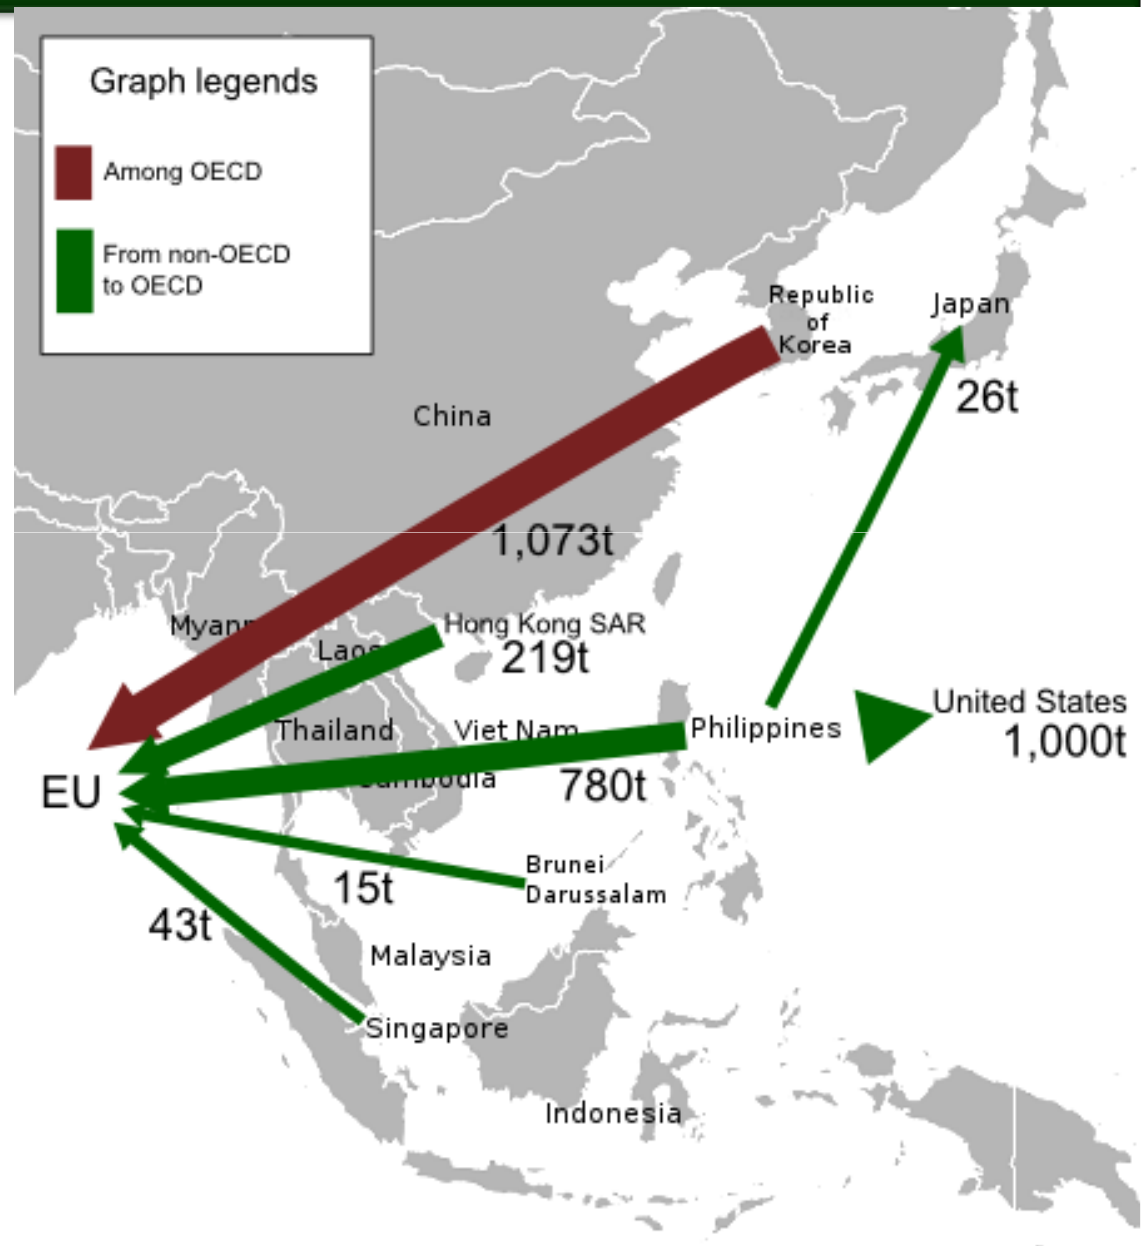 Graph legends
Among OECD
From non-OECD
to OECD
Republic
of
Korea
Japan
26t
China
1,073t
Hong Kong SAR
219t
Laos
Thailand
Viet Nam
Philippines
United States
1,000t
EU
780t
Brunei
Darussalam
15t
43t
Malaysia
Singapore
Indonesia